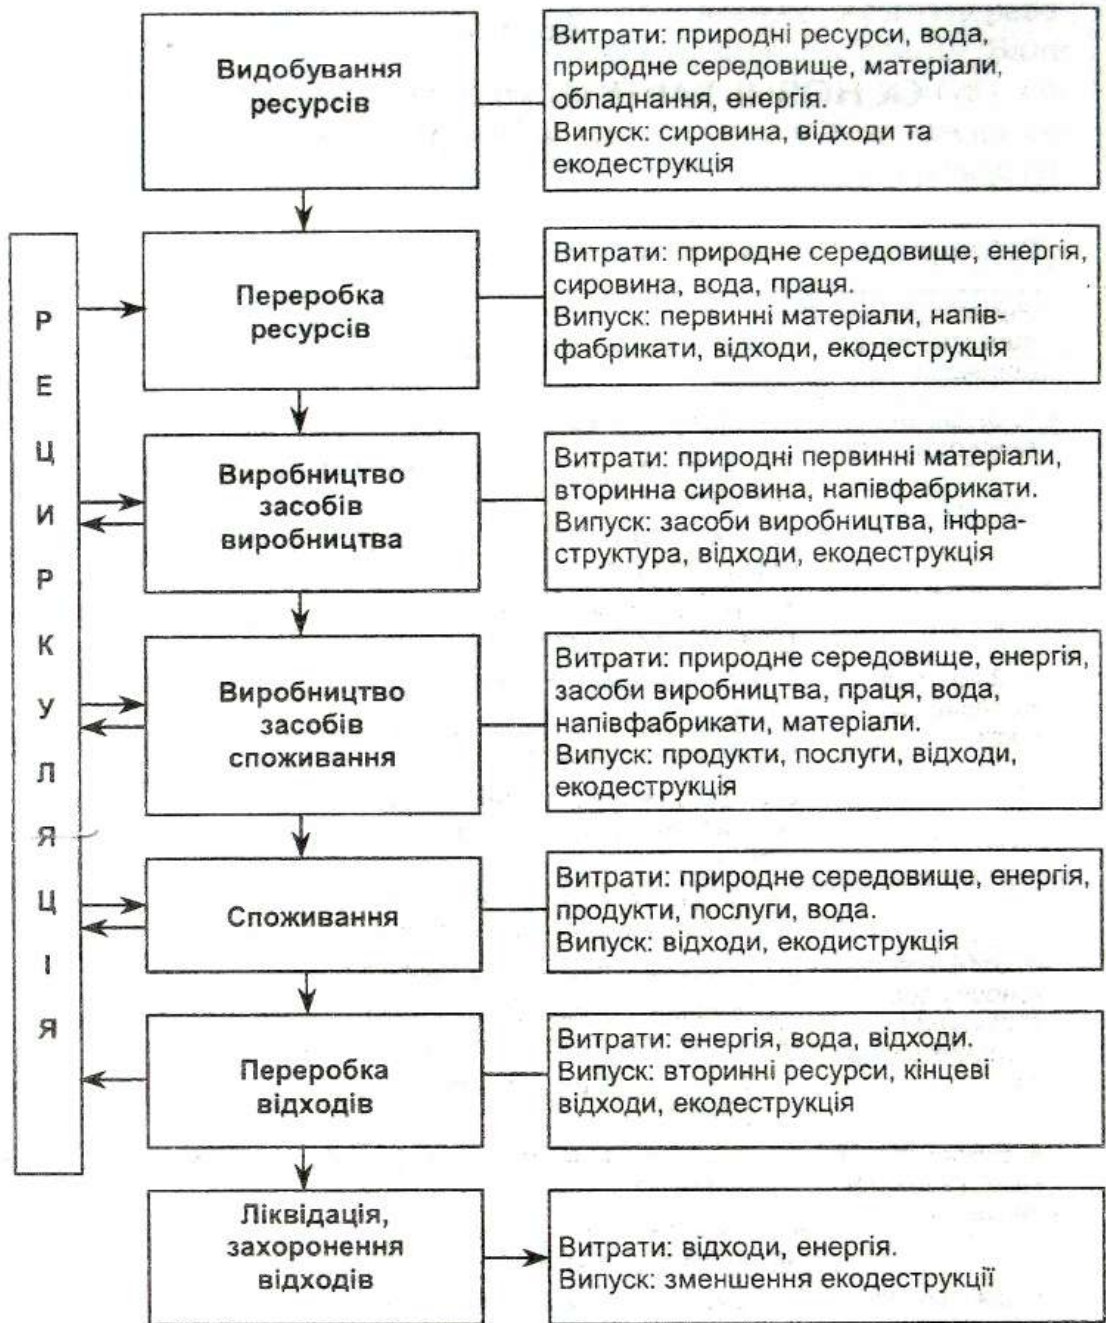 Видобування
ресурсів
Витрати: природні ресурси, вода,
природне середовище, матеріали,
обладнання, енергія.
Випуск: сировина, відходи та
екодеструкція
РЕЦИРКУЛЯЦІЯ
Переробка
ресурсів
Витрати: природне середовище, енергія,
сировина, вода, праця.
Випуск: первинні матеріали, напів-
фабрикати, відходи, екодеструкція
Виробництво
засобів
виробництва
Витрати: природні первинні матеріали,
вторинна сировина, напівфабрикати.
Випуск: засоби виробництва, інфра-
структура, відходи, екодеструкція
Виробництво
засобів
споживання
Витрати: природне середовище, енергія,
засоби виробництва, праця, вода,
напівфабрикати, матеріали.
Випуск: продукти, послуги, відходи,
екодеструкція
Споживання
Витрати: природне середовище, енергія,
продукти, послуги, вода.
Випуск: відходи, екодиструкція
Переробка
відходів
Витрати: енергія, вода, відходи.
Випуск: вторинні ресурси, кінцеві
відходи, екодеструкція
Ліквідація,
захоронення
відходів
Витрати: відходи, енергія.
Випуск: зменшення екодеструкції